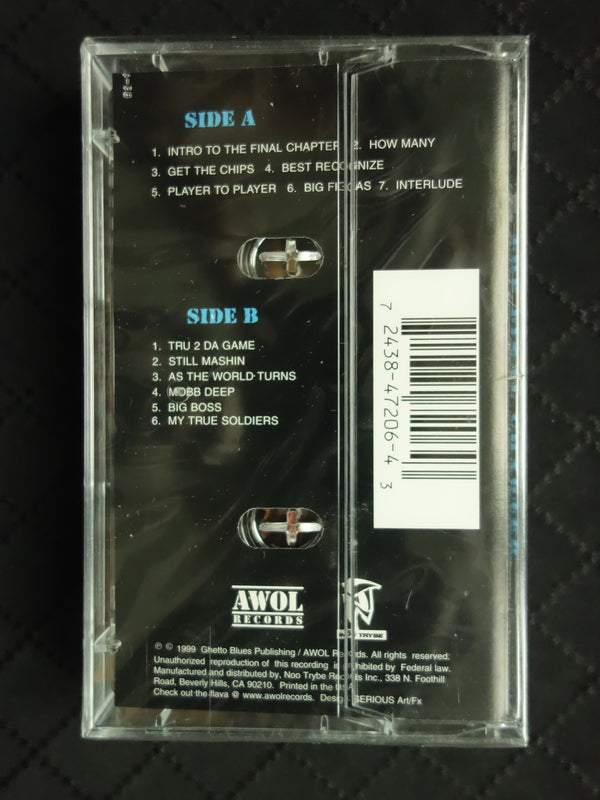 SIDE A
1. INTRO TO THE FINAL CHAPTER 2. HOW MANY
3. GET THE CHIPS 4. BEST RECOGNIZE
5. PLAYER TO PLAYER 6. BIG 7. INTERLUDE
SIDE B
1. TRU 2 DA GAME
2. STILL MASHIN
3. AS THE WORLD TURNS
4. MOBB DEEP
5. BIG BOSS
6. MY TRUE SOLDIERS
7 2438-47206-4 3
AWOL
RECORDS
NOO TRYBE
℗ © 1999 Ghetto Blues Publishing / AWOL Records. All rights reserved.
Unauthorized reproduction of this recording is prohibited by Federal law.
Manufactured and distributed by, Noo Trybe Records Inc., 338 N. Foothill
Road, Beverly Hills, CA 90210. Printed in the USA
Check out the flava @ www.awolrecords. Design SERIOUS Art/Fx